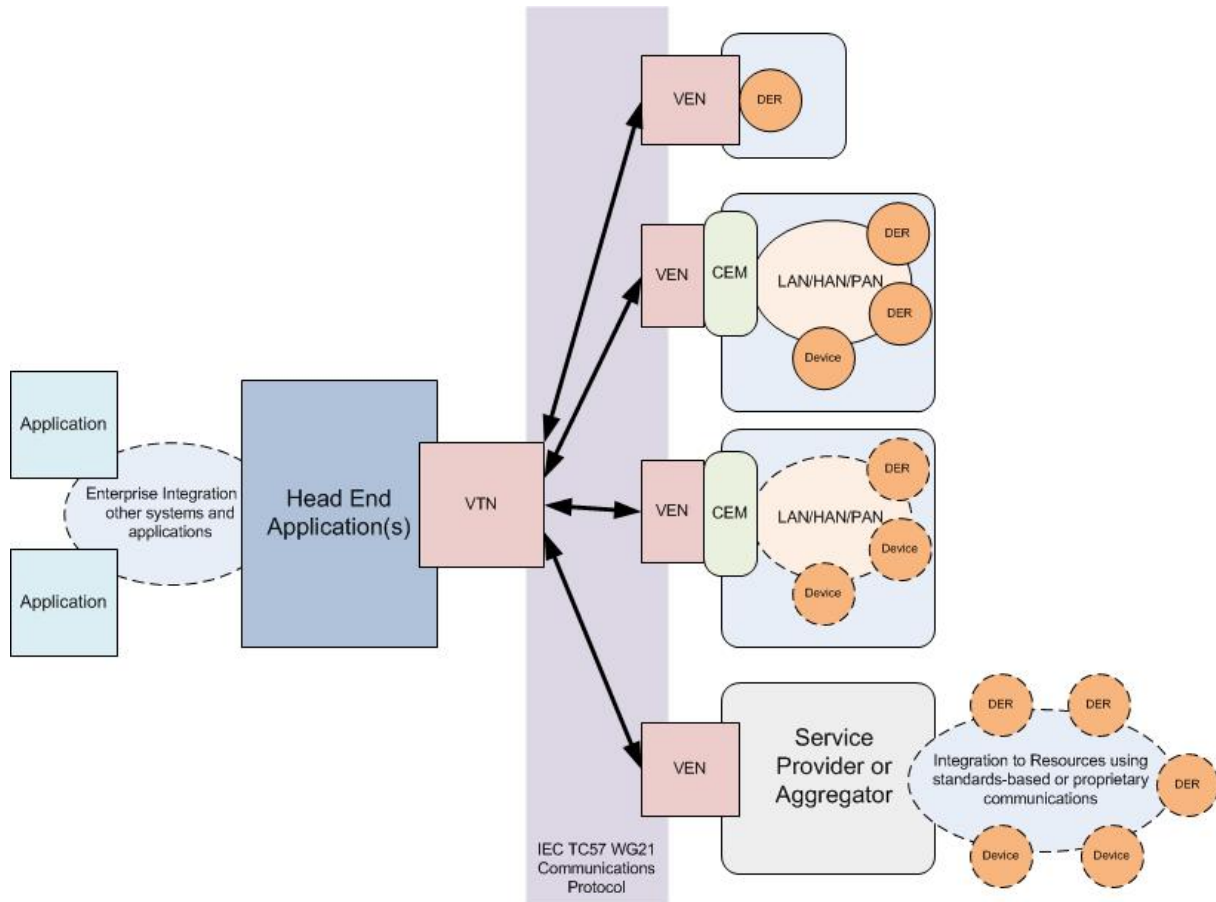 VEN
DER
VEN
CEM
LAN/HAN/PAN
DER
DER
Device
Application
Enterprise Integration
other systems and
applications
Application
Head End
Application(s)
VTN
VEN
CEM
LAN/HAN/PAN
DER
Device
Device
VEN
Service
Provider or
Aggregator
DER
DER
Integration to Resources using
standards-based or proprietary
communications
DER
Device
Device
IEC TC57 WG21
Communications
Protocol